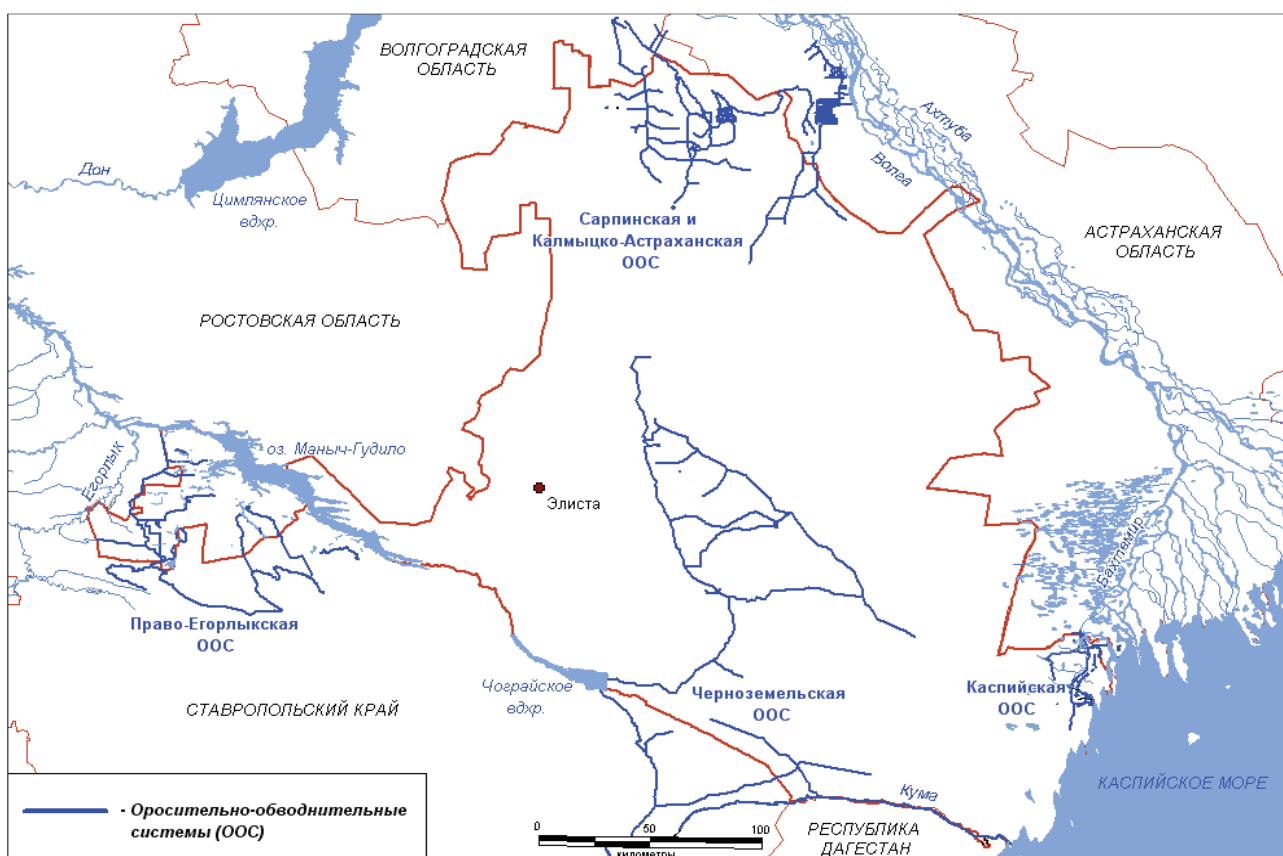 ВОЛГОГРАДСКАЯ
ОБЛАСТЬ
Ахтуба
Волга
Дон
Цимлянское
вдхр.
Сарпинская и
Калмыцко-Астраханская
ООС
АСТРАХАНСКАЯ
ОБЛАСТЬ
РОСТОВСКАЯ ОБЛАСТЬ
оз. Маныч-Гудило
Егорлык
Элиста
Бахтемир
Право-Егорлыкская
ООС
Чограйское
вдхр.
Черноземельская
ООС
Каспийская
ООС
СТАВРОПОЛЬСКИЙ КРАЙ
КАСПИЙСКОЕ МОРЕ
Кума
- Оросительно-обводнительные
системы (ООС)
0 50 100
километры
РЕСПУБЛИКА
ДАГЕСТАН